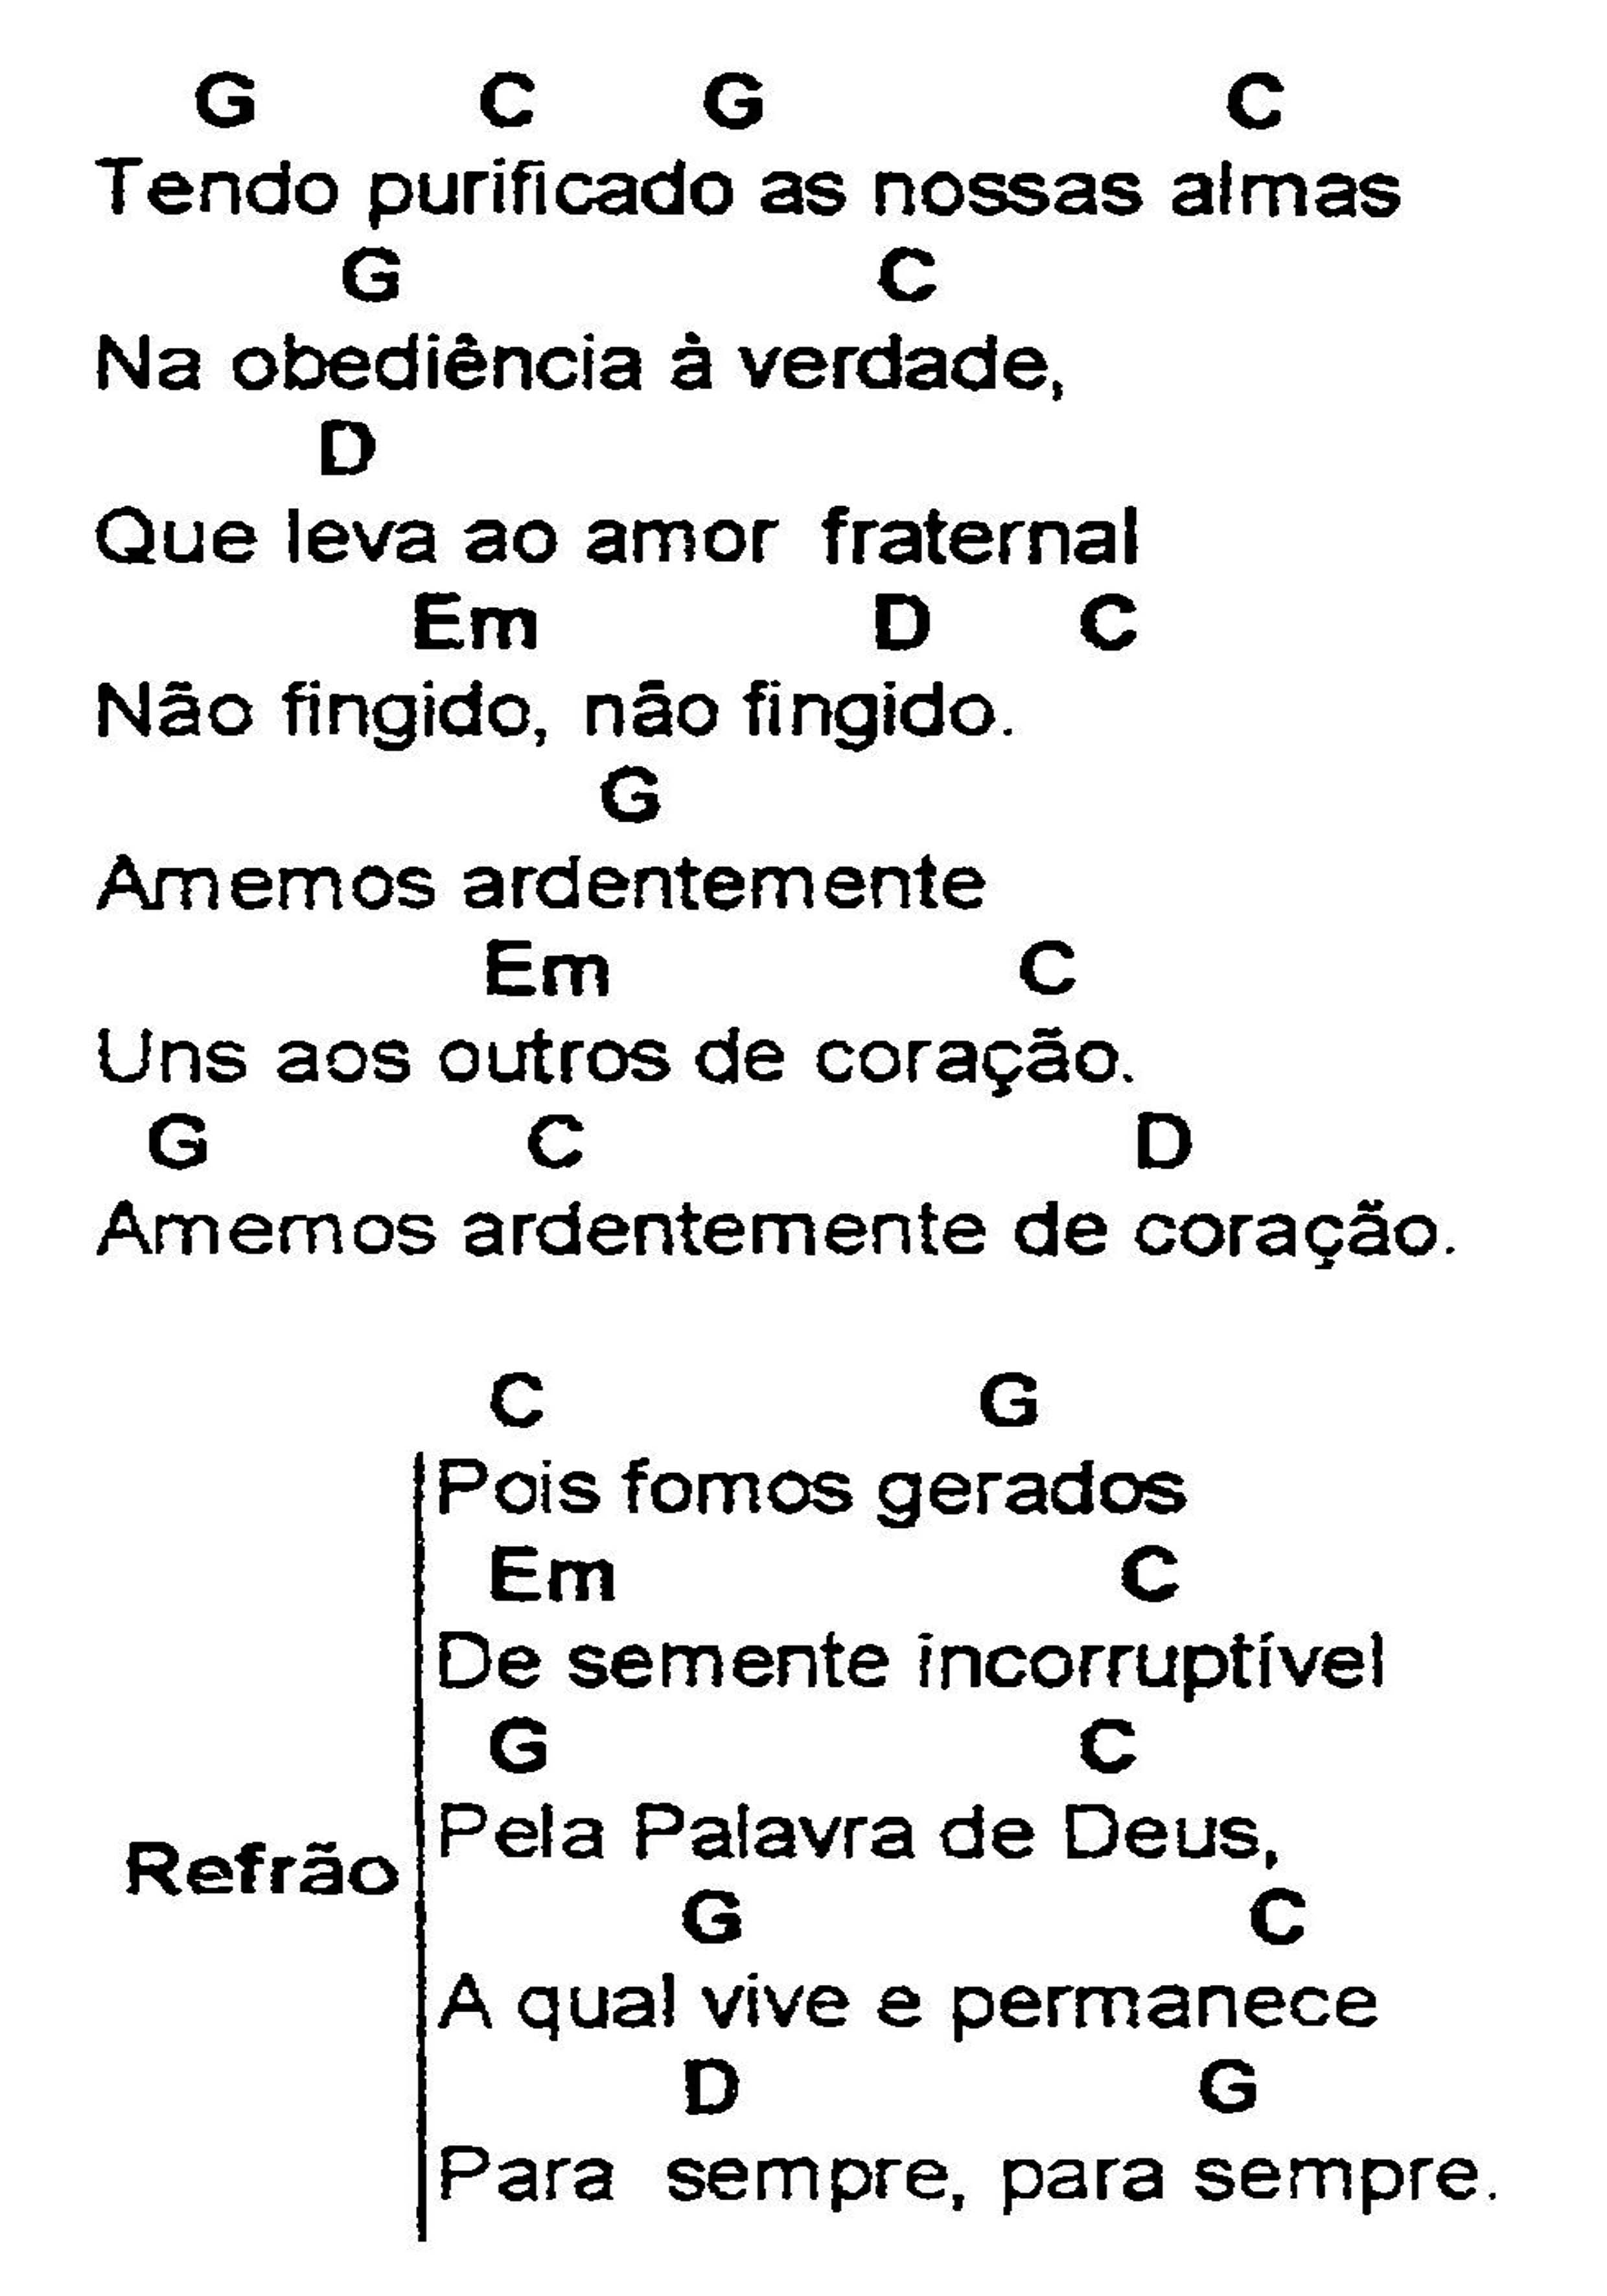 G C G C
Tendo purificado as nossas almas
G C
Na obediência à verdade,
D
Que leva ao amor fraternal
Em D C
Não fingido, não fingido.
G
Amemos ardentemente
Em C
Uns aos outros de coração.
G C D
Amemos ardentemente de coração.
C G
Pois fomos gerados
Em C
De semente incorruptível
G C
Pela Palavra de Deus,
Refrão
G C
A qual vive e permanece
D G
Para sempre, para sempre.